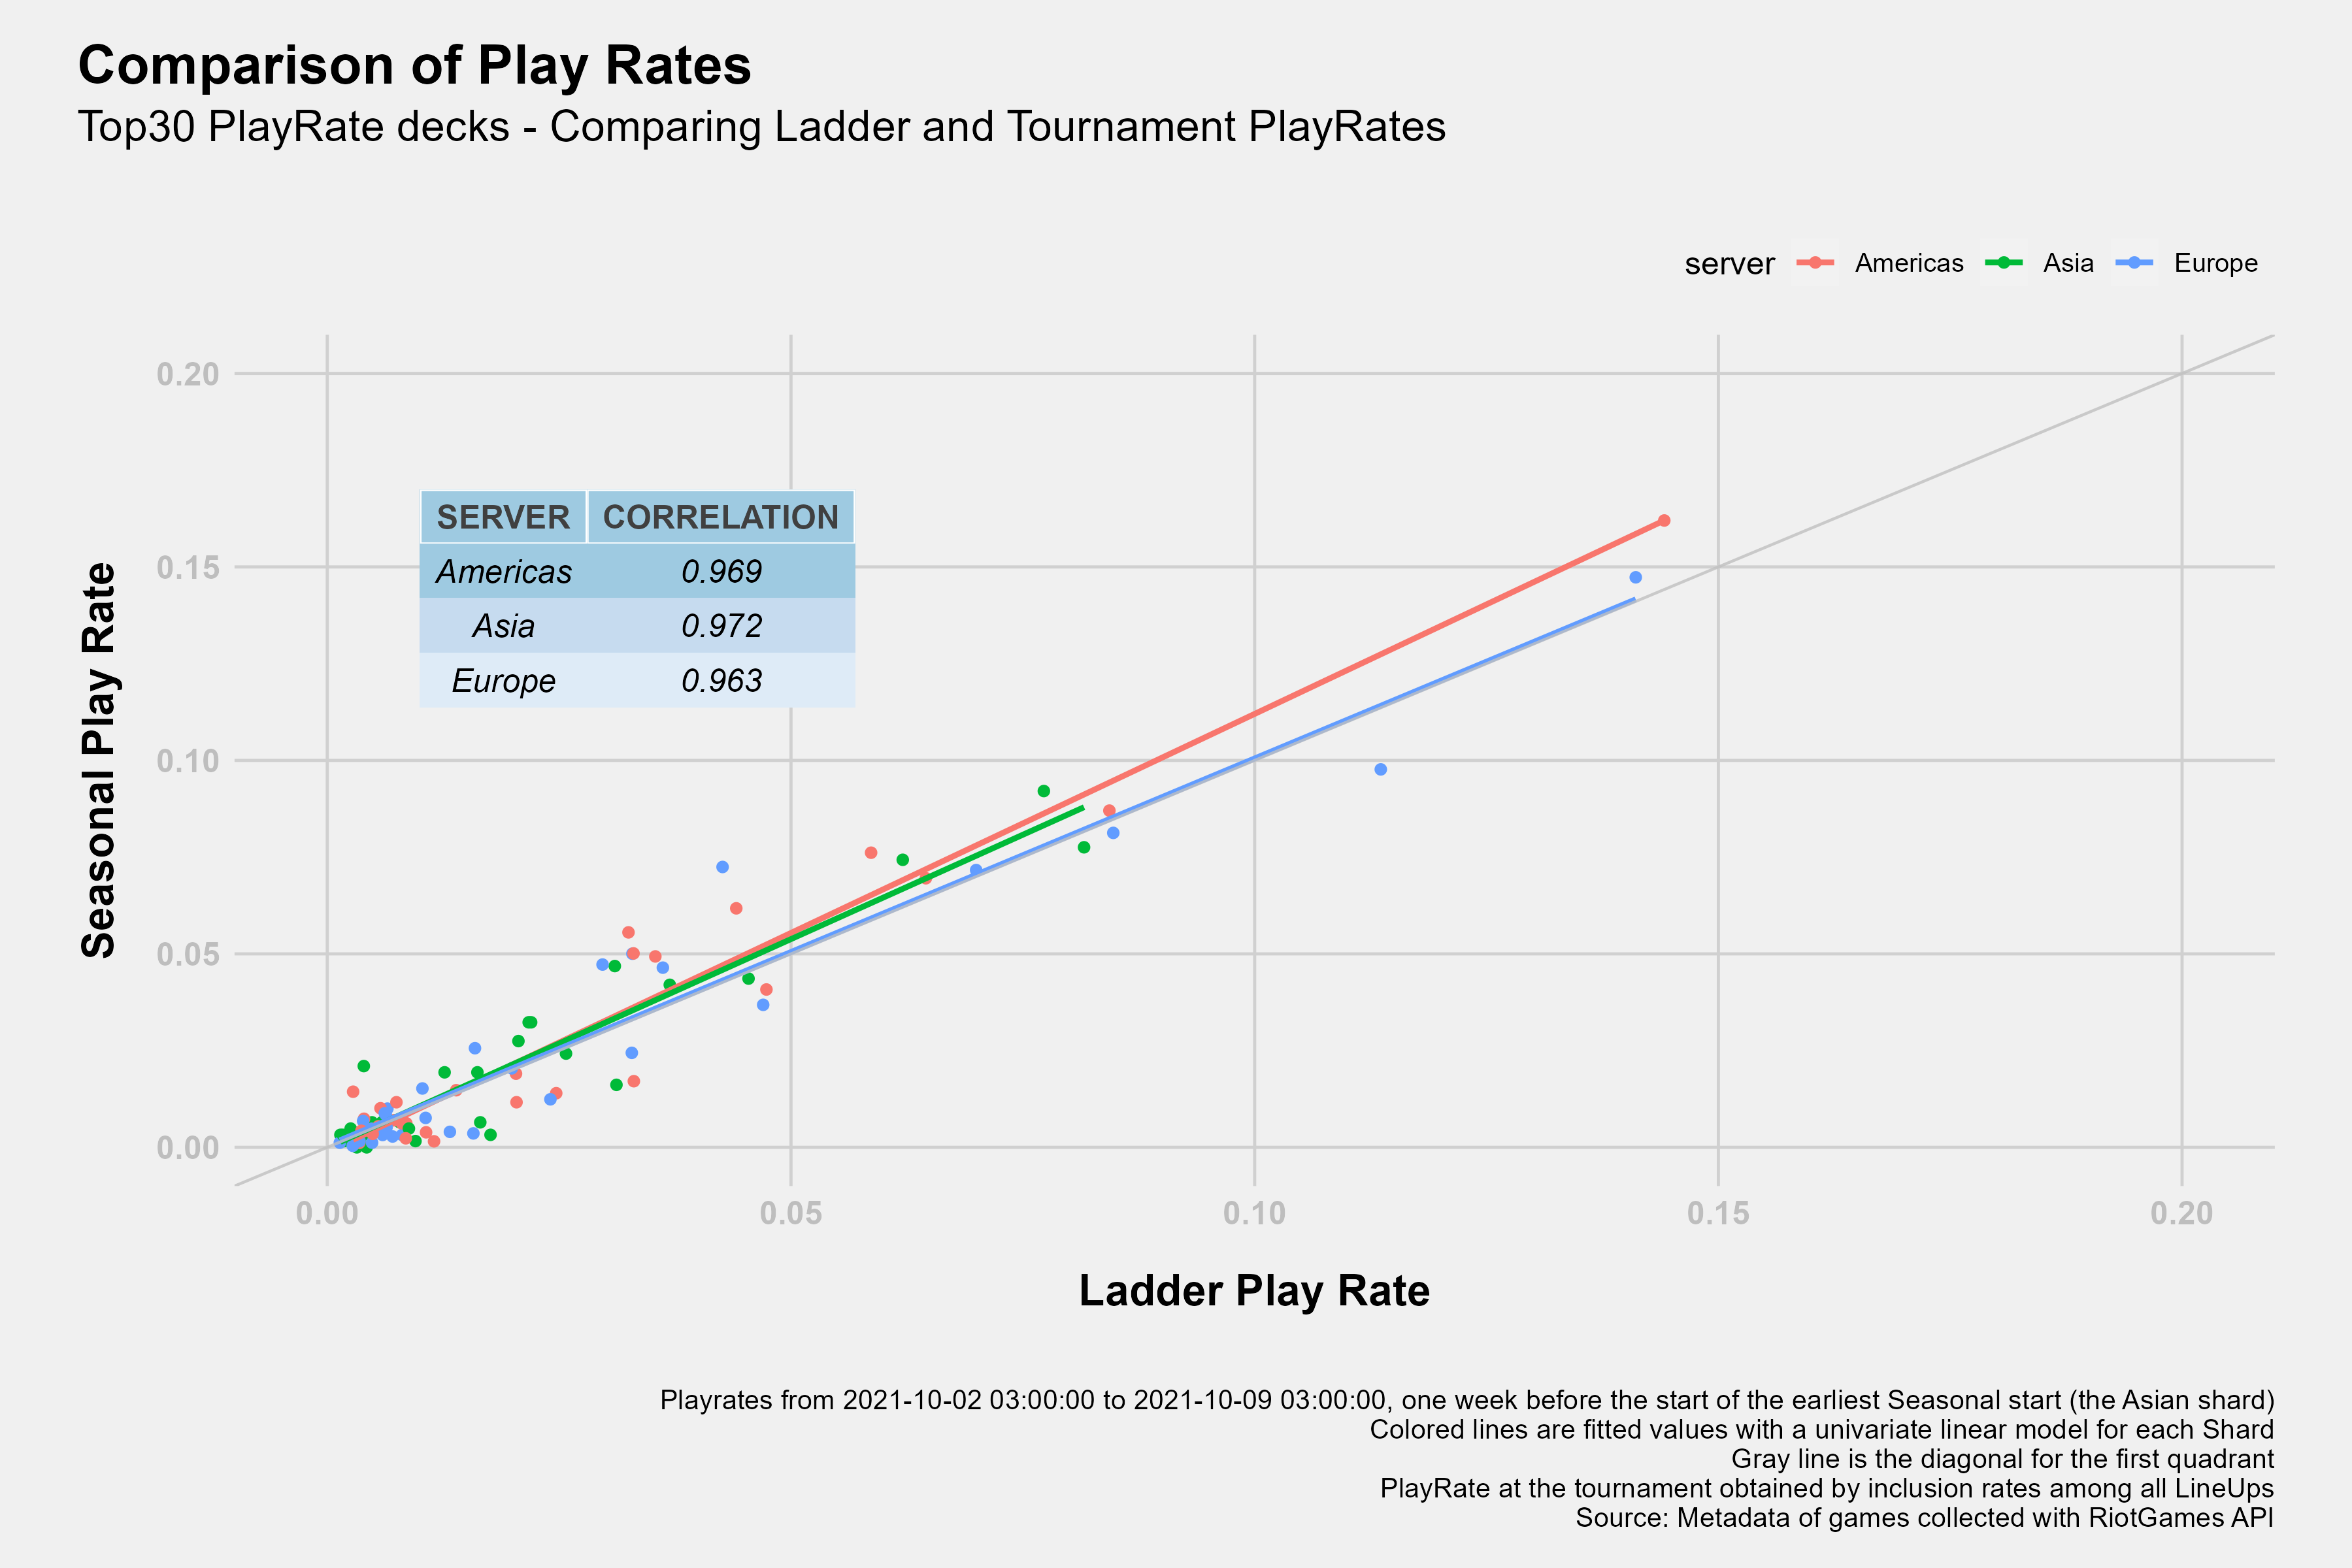 Comparison of Play Rates
Top30 PlayRate decks - Comparing Ladder and Tournament PlayRates
server Americas Asia Europe
0.20
0.15
0.10
0.05
0.00
Seasonal Play Rate
SERVER CORRELATION
Americas 0.969
Asia 0.972
Europe 0.963
0.00 0.05 0.10 0.15 0.20
Ladder Play Rate
Playrates from 2021-10-02 03:00:00 to 2021-10-09 03:00:00, one week before the start of the earliest Seasonal start (the Asian shard)
Colored lines are fitted values with a univariate linear model for each Shard
Gray line is the diagonal for the first quadrant
PlayRate at the tournament obtained by inclusion rates among all LineUps
Source: Metadata of games collected with RiotGames API